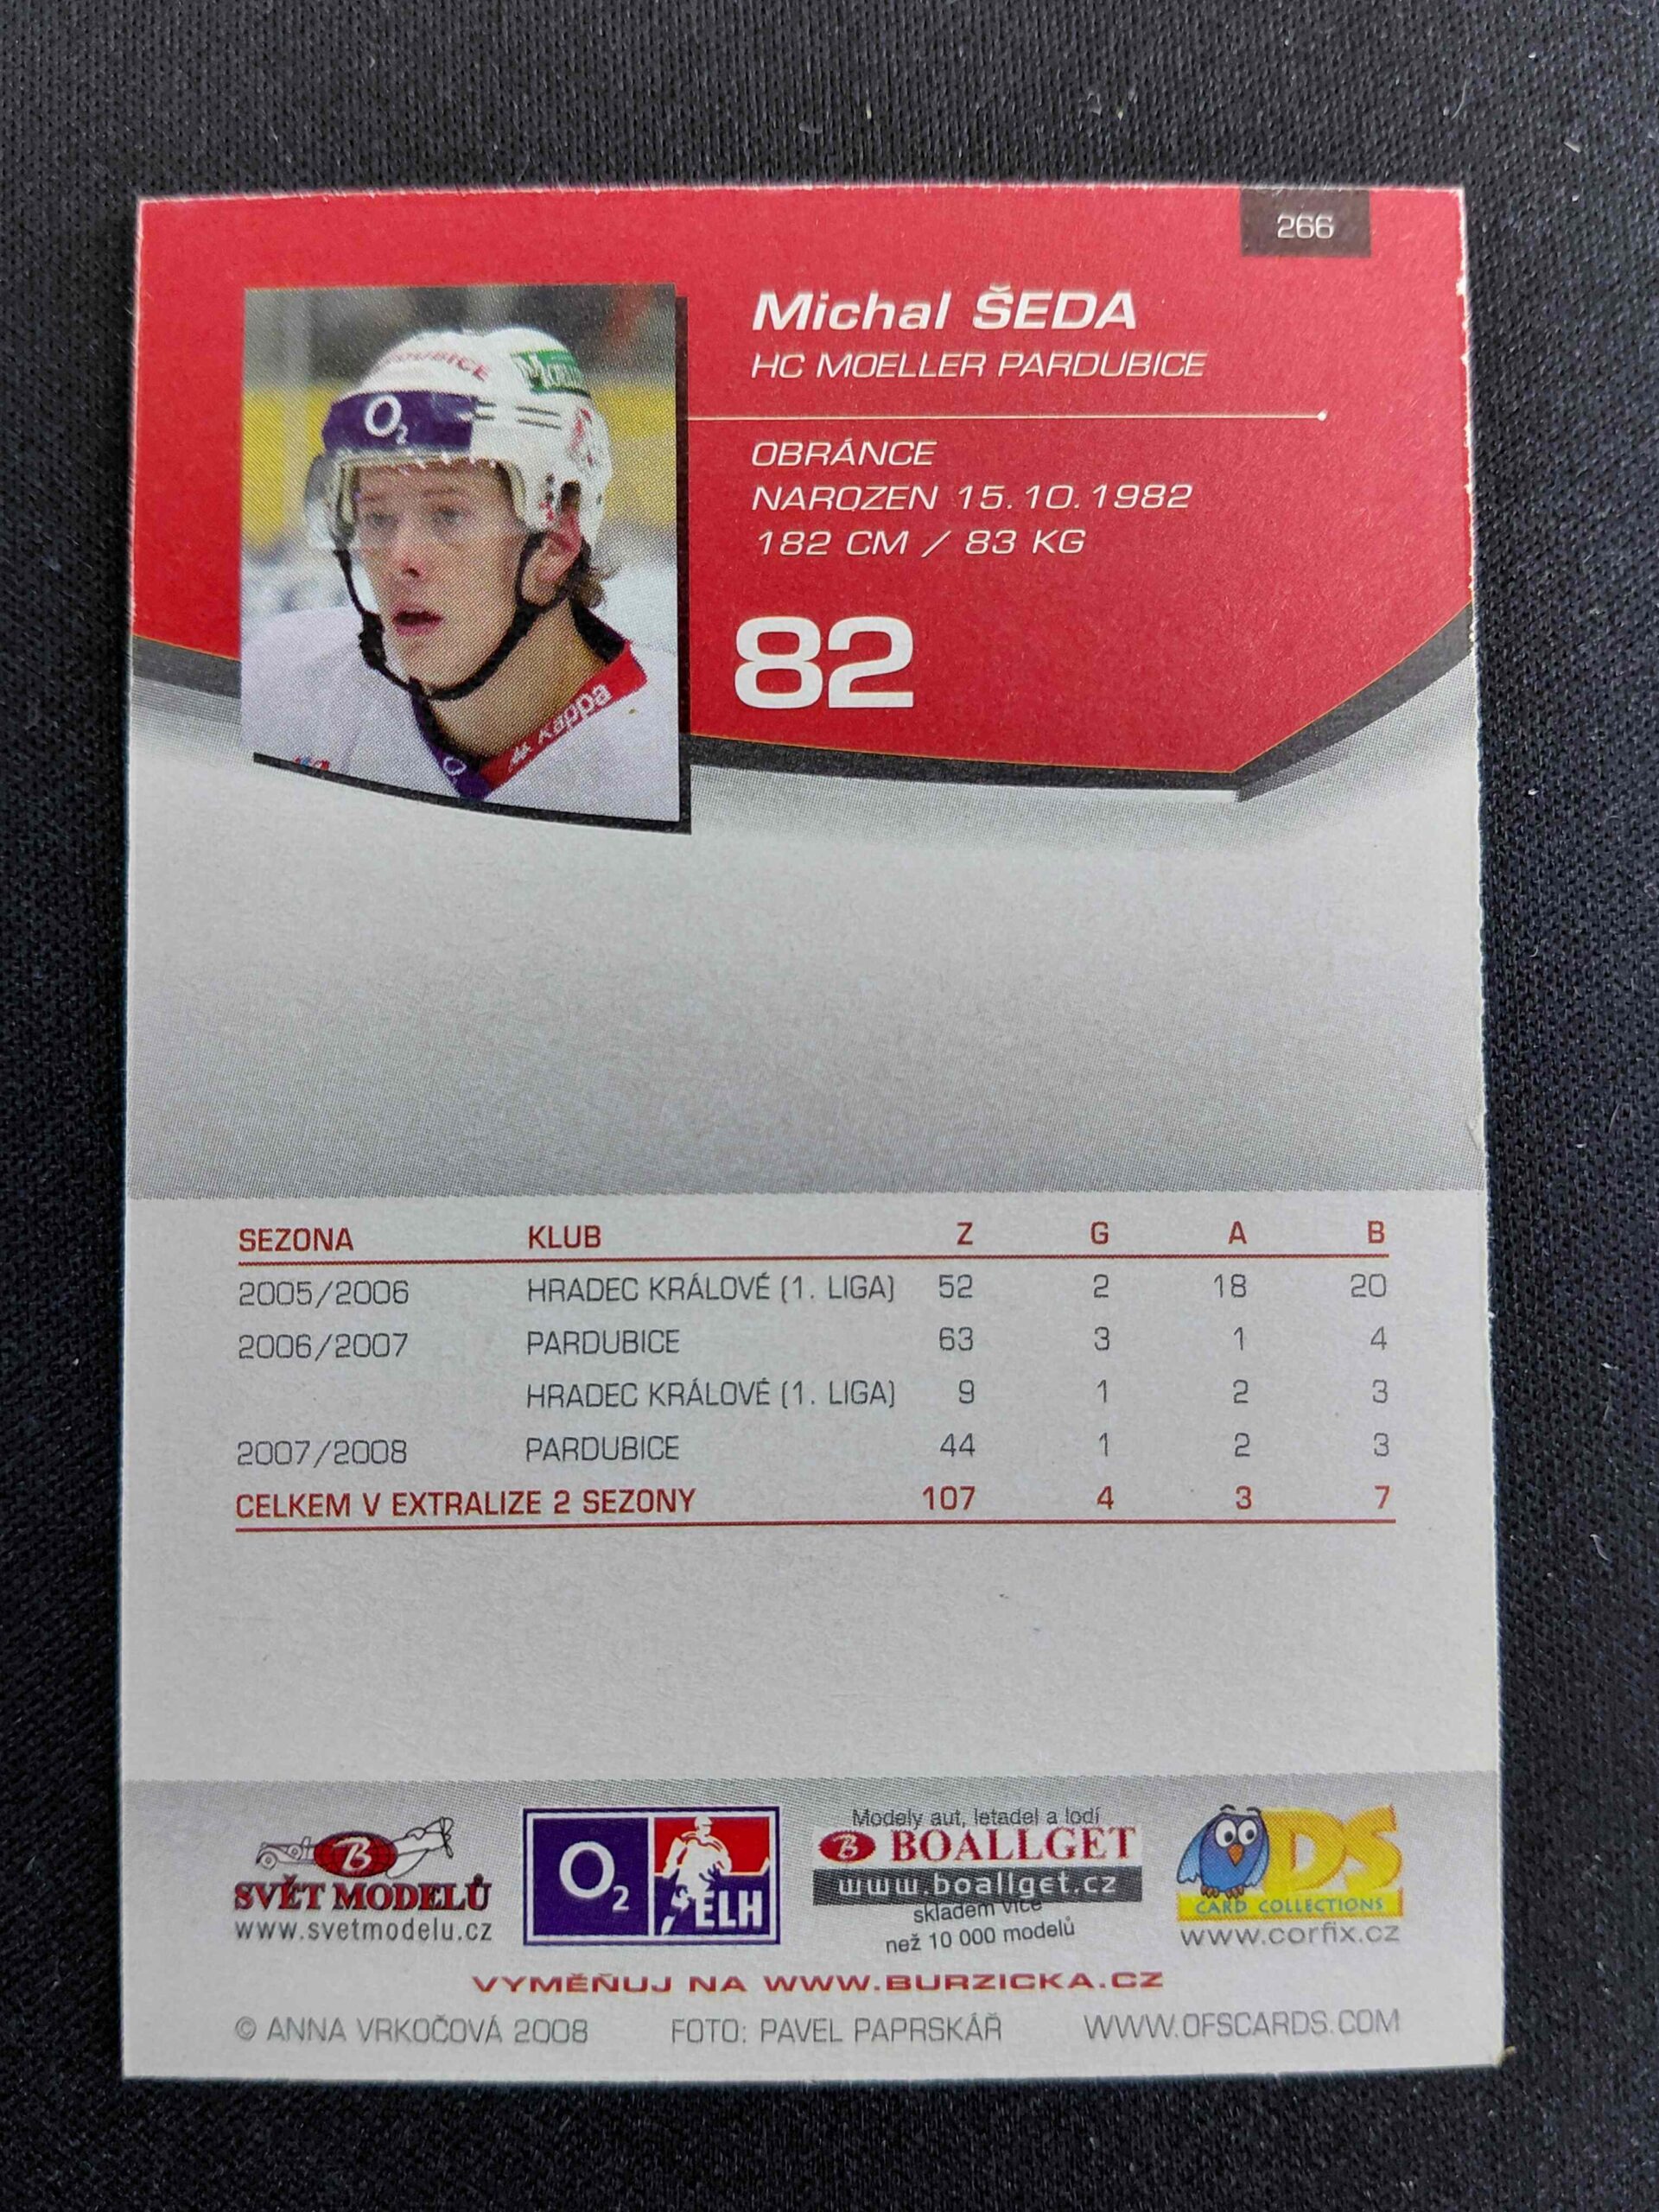 266
Michal ŠEDA
HC MOELLER PARDUBICE
OBRÁNCE
NAROZEN 15.10.1982
182 CM / 83 KG
82
O2
Kappa
SEZONA KLUB Z G A B
2005/2006 HRADEC KRÁLOVÉ (1. LIGA) 52 2 18 20
2006/2007 PARDUBICE 63 3 1 4
HRADEC KRÁLOVÉ (1. LIGA) 9 1 2 3
2007/2008 PARDUBICE 44 1 2 3
CELKEM V EXTRALIZE 2 SEZONY 107 4 3 7
B
SVĚT MODELŮ
www.svetmodelu.cz
O2 ELH
Modely aut, letadel a lodí
B BOALLGET
www.boallget.cz
skladem více
než 10 000 modelů
DS
CARD COLLECTIONS
www.corfix.cz
VYMĚŇUJ NA WWW.BURZICKA.CZ
© ANNA VRKOČOVÁ 2008 FOTO: PAVEL PAPRSKÁŘ WWW.OFSCARDS.COM